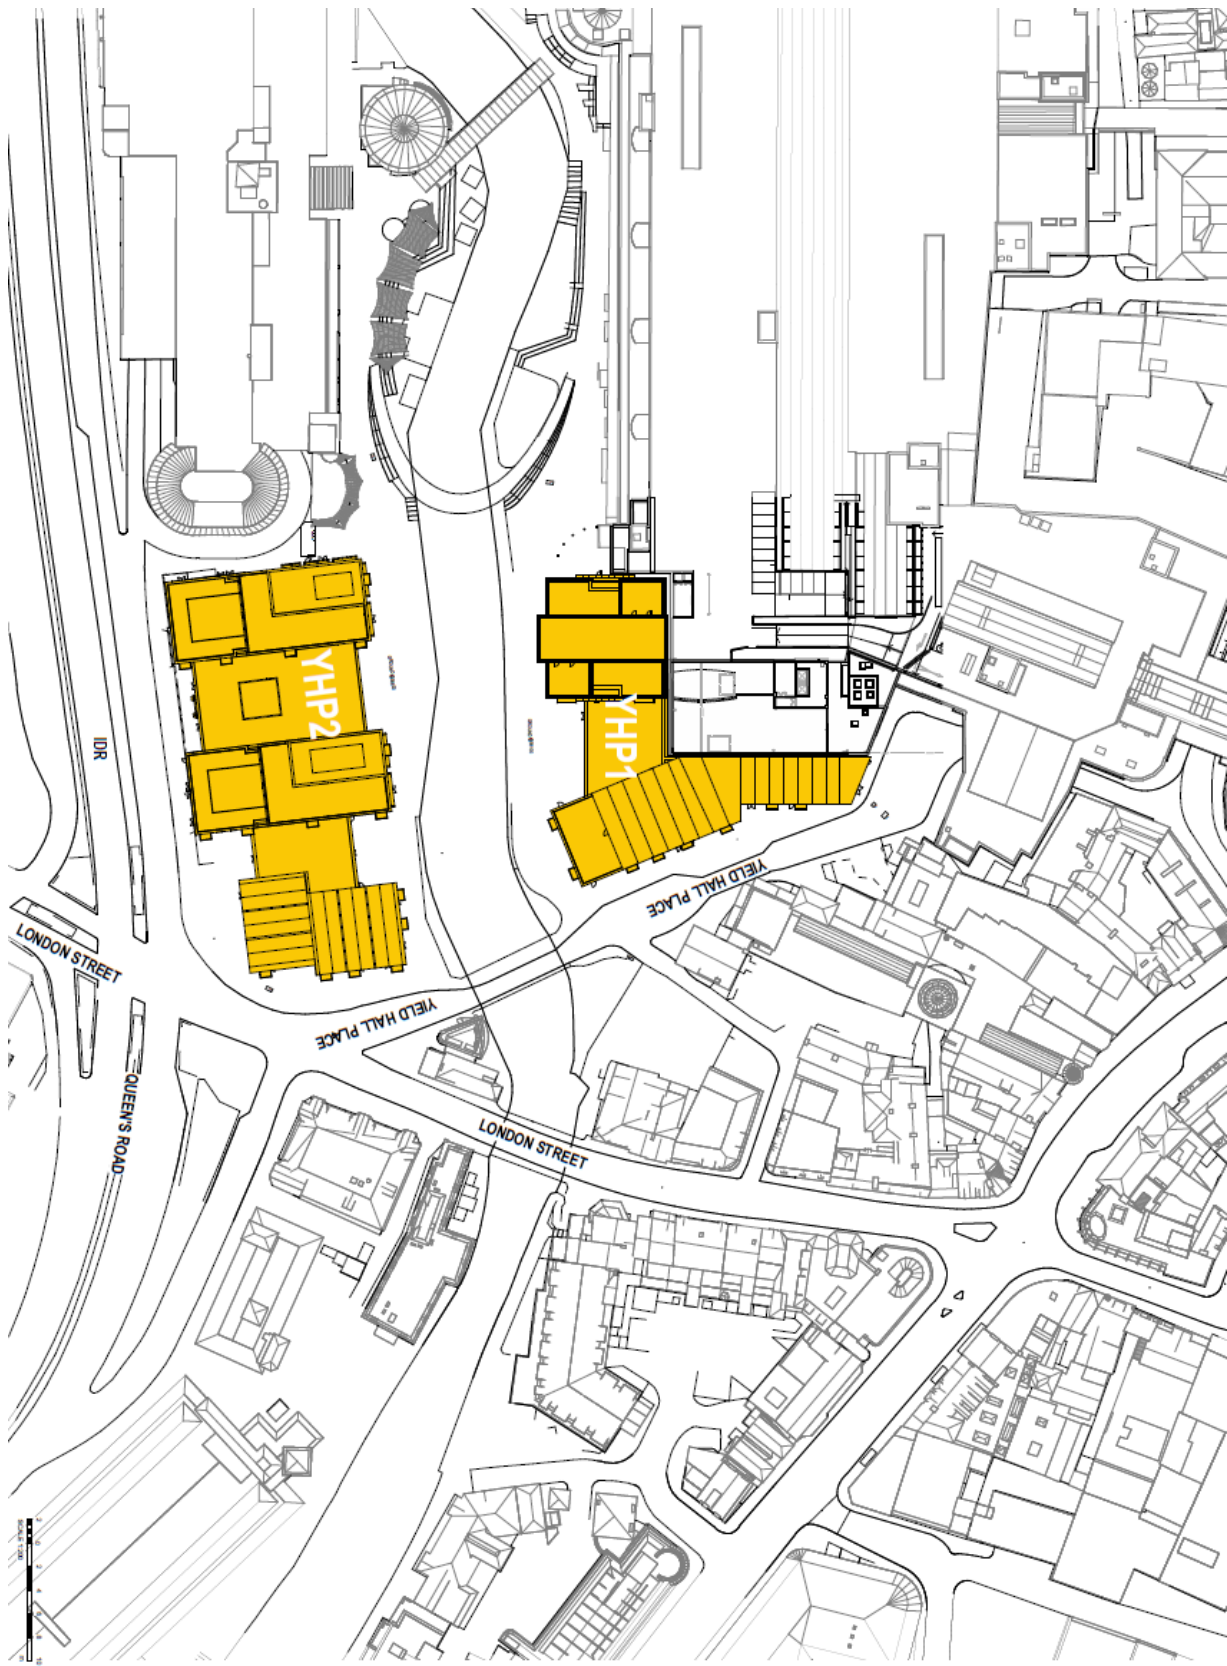 YHP2
YHP1
IDR
YIELD HALL PLACE
LONDON STREET
YIELD HALL PLACE
QUEEN'S ROAD
LONDON STREET